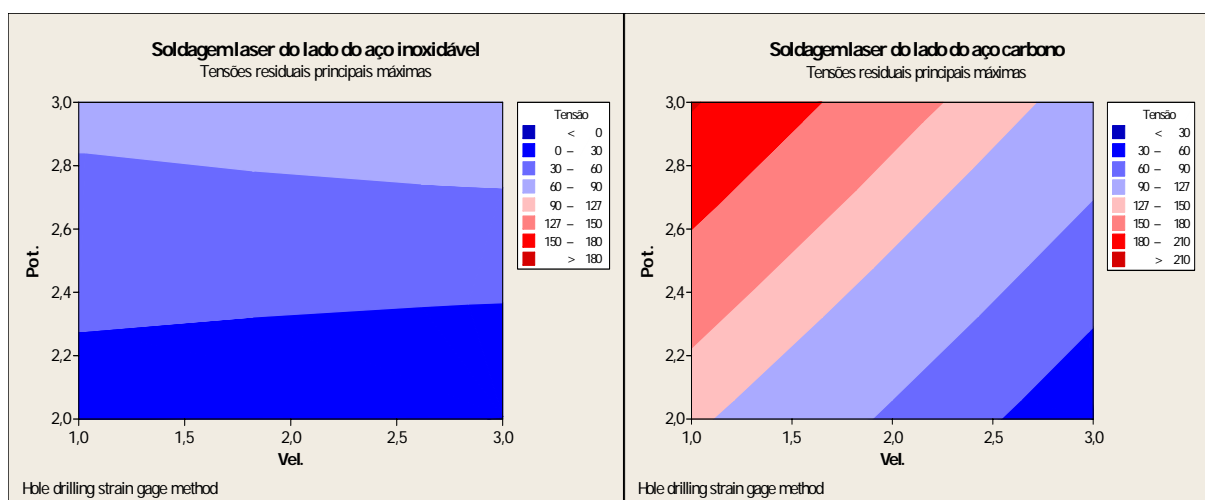 Soldagem laser do lado do aço inoxidável
Tensões residuais principais máximas
3,0
2,8
2,6
2,4
2,2
2,0
Pot.
1,0 1,5 2,0 2,5 3,0
Vel.
Tensão
< 0
0 – 30
30 – 60
60 – 90
90 – 127
127 – 150
150 – 180
> 180
Hole drilling strain gage method
Soldagem laser do lado do aço carbono
Tensões residuais principais máximas
3,0
2,8
2,6
2,4
2,2
2,0
Pot.
1,0 1,5 2,0 2,5 3,0
Vel.
Tensão
< 30
30 – 60
60 – 90
90 – 127
127 – 150
150 – 180
180 – 210
> 210
Hole drilling strain gage method